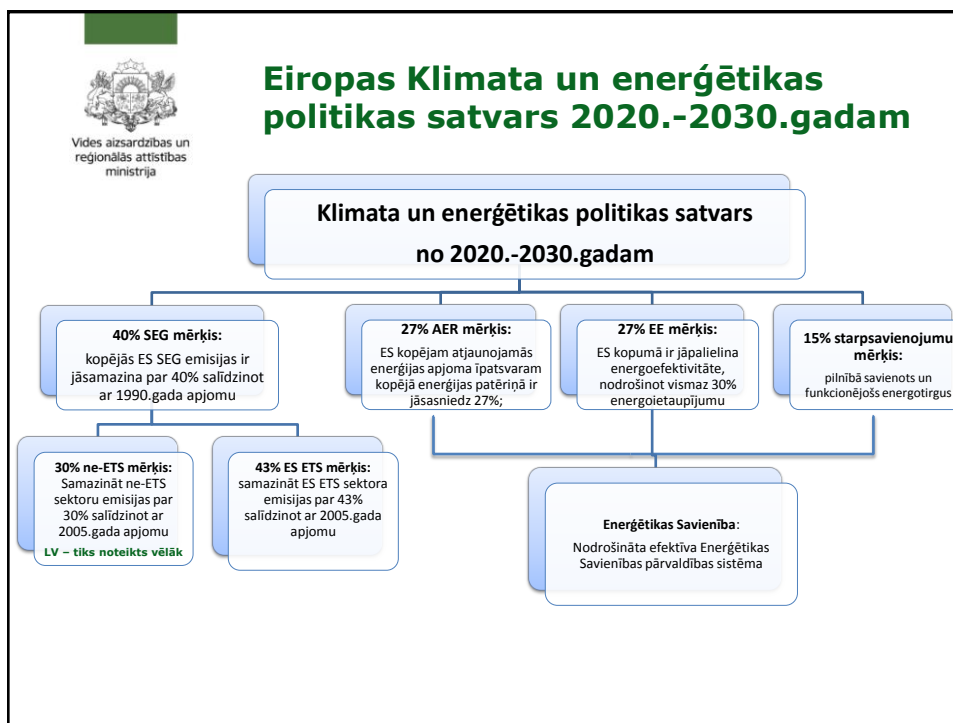 Eiropas Klimata un enerģētikas
politikas satvars 2020.-2030.gadam
Vides aizsardzības un
reģionālās attīstības
ministrija
Klimata un enerģētikas politikas satvars
no 2020.-2030.gadam
40% SEG mērķis:
kopējās ES SEG emisijas ir
jāsamazina par 40% salīdzinot
ar 1990.gada apjomu
27% AER mērķis:
ES kopējam atjaunojamās
enerģijas apjoma īpatsvaram
kopējā enerģijas patēriņā ir
jāsasniedz 27%;
27% EE mērķis:
ES kopumā ir jāpalielina
energoefektivitāte,
nodrošinot vismaz 30%
energoietaupījumu
15% starpsavienojumu
mērķis:
pilnībā savienots un
funkcionējošs energotirgus
30% ne-ETS mērķis:
Samazināt ne-ETS
sektoru emisijas par
30% salīdzinot ar
2005.gada apjomu
LV – tiks noteikts vēlāk
43% ES ETS mērķis:
samazināt ES ETS sektora
emisijas par 43%
salīdzinot ar 2005.gada
apjomu
Enerģētikas Savienība:
Nodrošināta efektīva Enerģētikas
Savienības pārvaldības sistēma